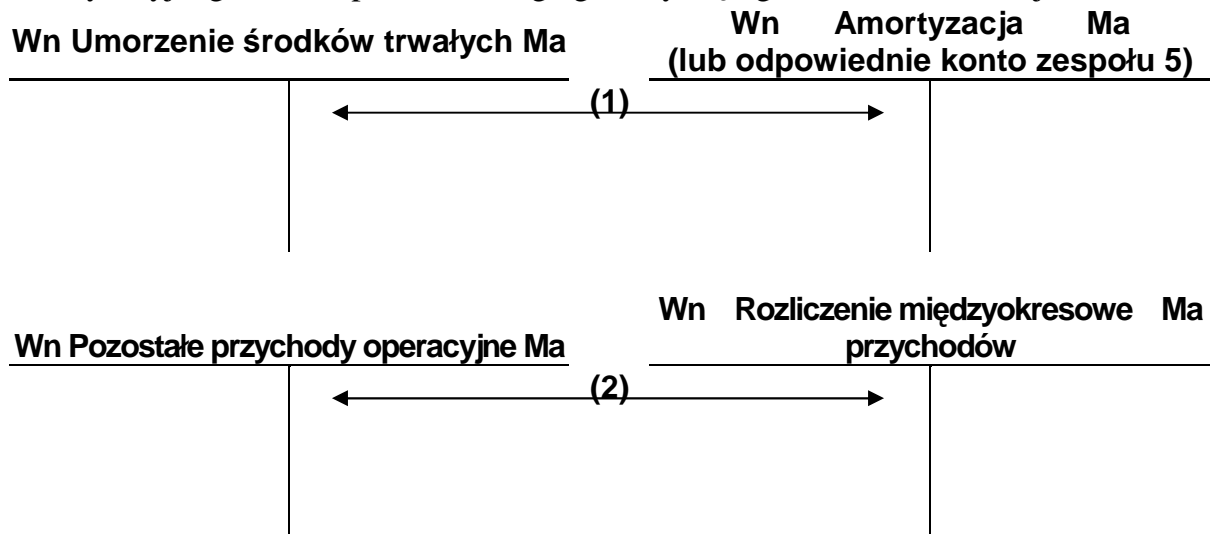 Wn Umorzenie środków trwałych Ma
Wn Amortyzacja Ma
(lub odpowiednie konto zespołu 5)
(1)
Wn Pozostałe przychody operacyjne Ma
Wn Rozliczenie międzyokresowe Ma
przychodów
(2)